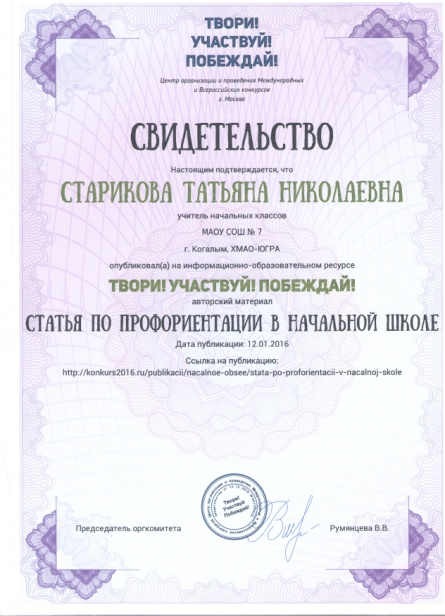 ТВОРИ!
УЧАСТВУЙ!
ПОБЕЖДАЙ!
Центр организации и проведения Международных
и Всероссийских конкурсов
г. Москва
СВИДЕТЕЛЬСТВО
Настоящим подтверждается, что
СТАРИКОВА ТАТЬЯНА НИКОЛАЕВНА
учитель начальных классов
МАОУ СОШ № 7
г. Когалым, ХМАО-ЮГРА
опубликовал(а) на информационно-образовательном ресурсе
ТВОРИ! УЧАСТВУЙ! ПОБЕЖДАЙ!
авторский материал
СТАТЬЯ ПО ПРОФОРИЕНТАЦИИ В НАЧАЛЬНОЙ ШКОЛЕ
Дата публикации: 12.01.2016
Ссылка на публикацию:
http://konkurs2016.ru/publikacii/nacalnoe-obsee/stata-po-proforientacii-v-nacalnoj-skole
Твори!
Участвуй
Побеждай!
Председатель оргкомитета
Румянцева В.В.